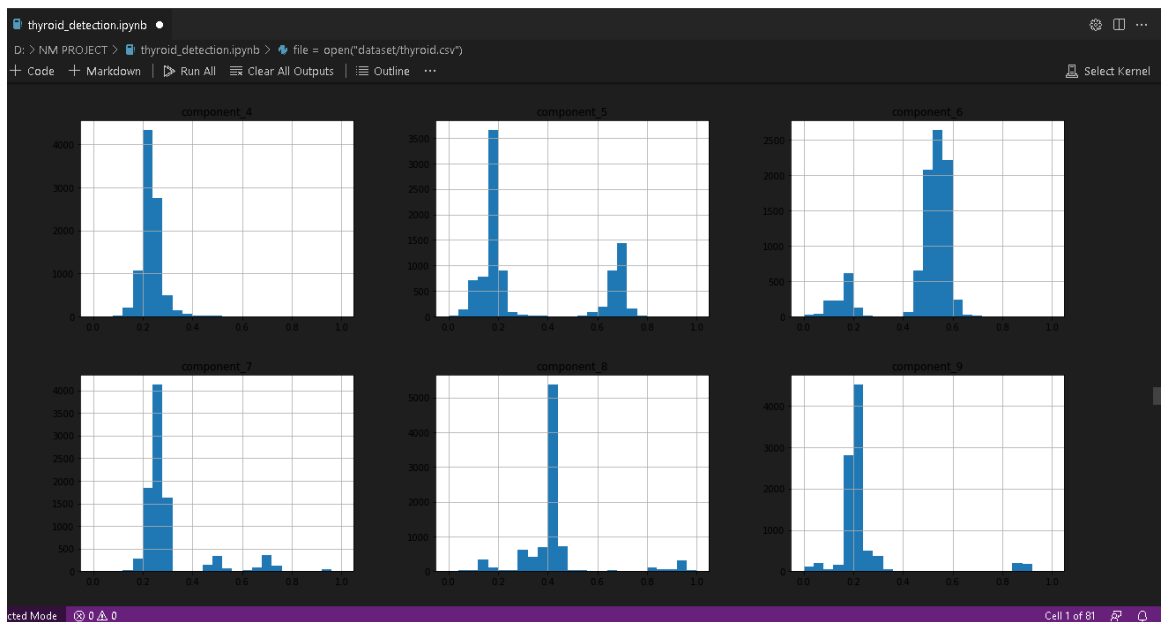 thyroid_detection.ipynb ●
D: > NM PROJECT > thyroid_detection.ipynb > file = open("dataset/thyroid.csv")
+ Code + Markdown | Run All Clear All Outputs | Outline ··· Select Kernel
component_4 component_5 component_6
4000 3000 2000 1000 0
0.0 0.2 0.4 0.6 0.8 1.0
3500 3000 2500 2000 1500 1000 500 0
0.0 0.2 0.4 0.6 0.8 1.0
2500 2000 1500 1000 500 0
0.0 0.2 0.4 0.6 0.8 1.0
component_7 component_8 component_9
4000 3500 3000 2500 2000 1500 1000 500 0
0.0 0.2 0.4 0.6 0.8 1.0
5000 4000 3000 2000 1000 0
0.0 0.2 0.4 0.6 0.8 1.0
4000 3000 2000 1000 0
0.0 0.2 0.4 0.6 0.8 1.0
cted Mode 0 0 Cell 1 of 81